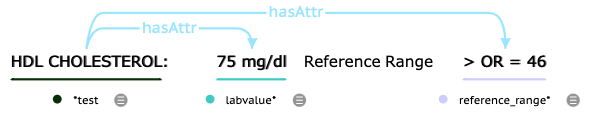 hasAttr
hasAttr
HDL CHOLESTEROL: 75 mg/dl Reference Range > OR = 46
*test labvalue* reference_range*